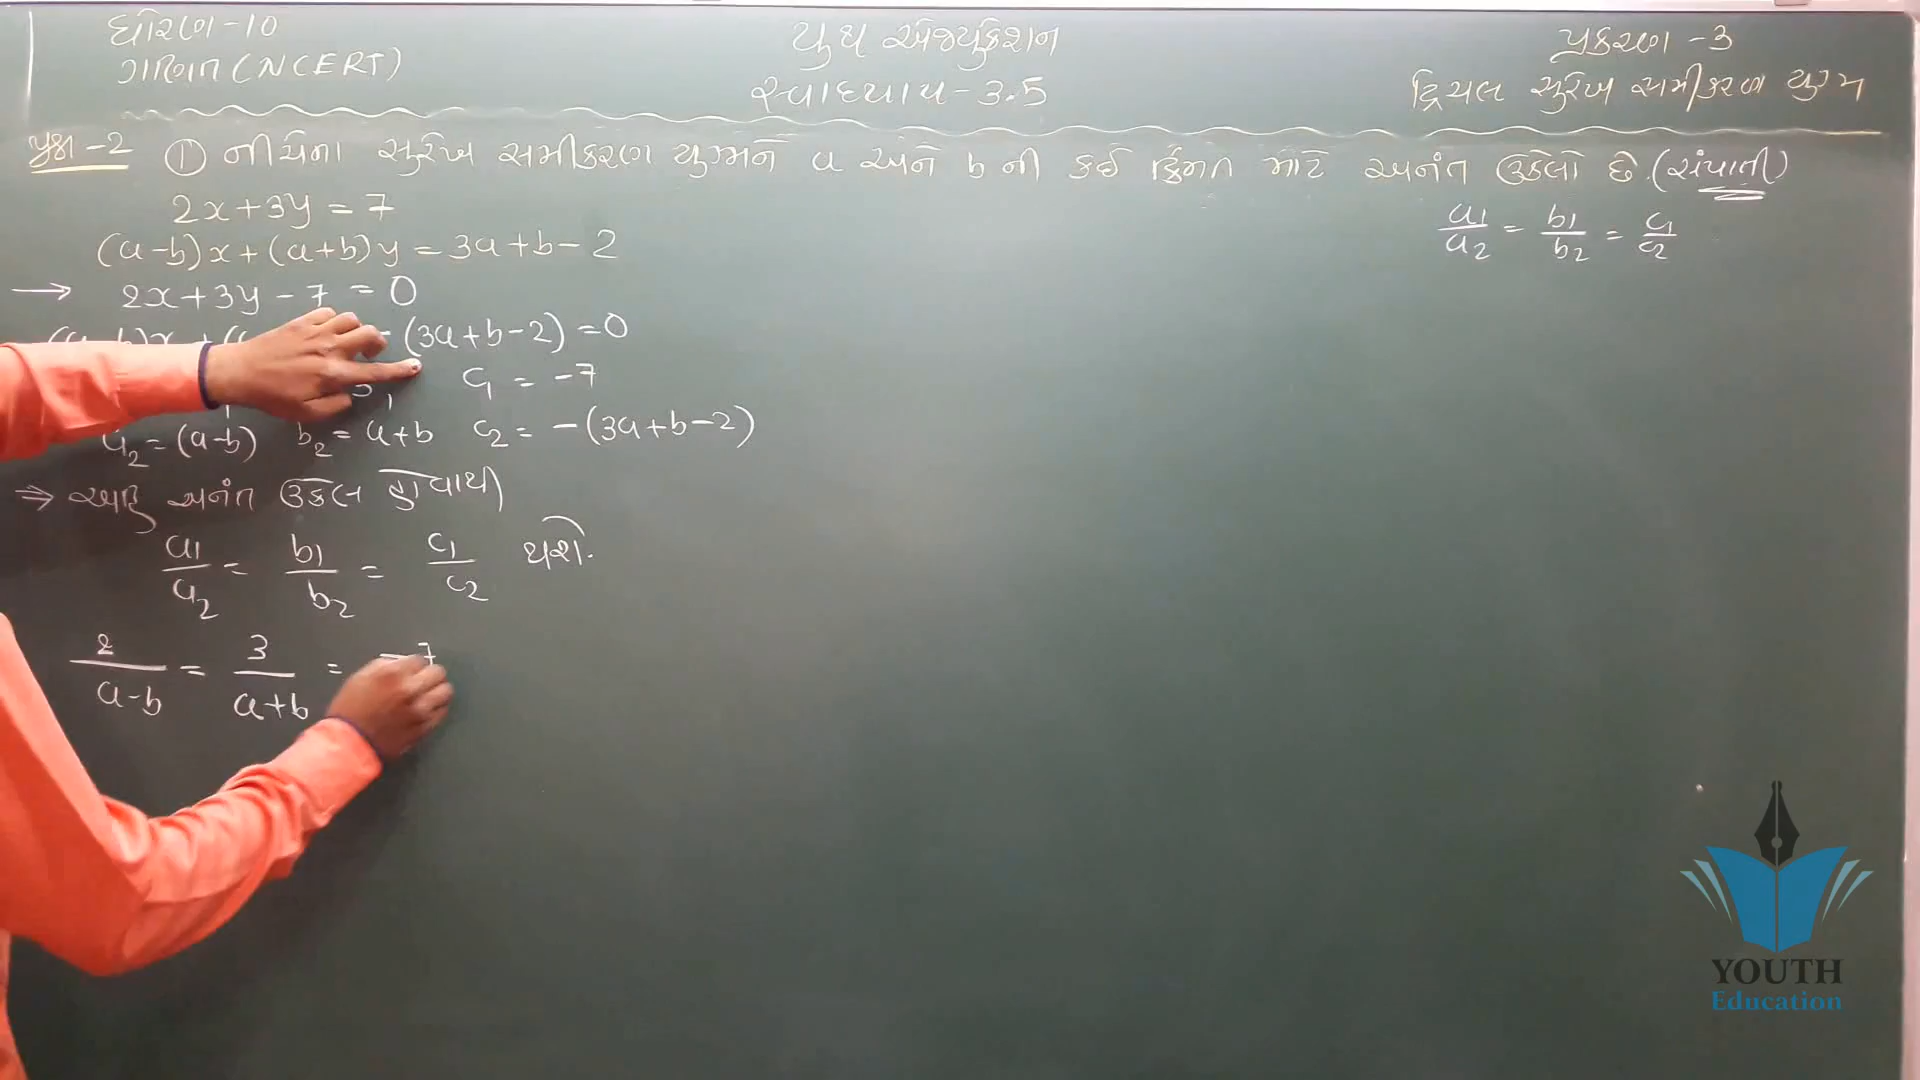 ધોરણ-10
ગણિત (NCERT)
યુથ એજ્યુકેશન
સ્વાધ્યાય-3.5
પ્રકરણ -3
દ્વિચલ સુરેખ સમીકરણ યુગ્મ
પ્રશ્ન -2 ① નીચેના સુરેખ સમીકરણ યુગ્મને a અને b ની કઈ કિંમત માટે અનંત ઉકેલો છે. (સંપાતી)
2x+3y = 7
(a-b)x + (a+b)y = 3a+b-2
a1/a2 = b1/b2 = c1/c2
→ 2x+3y-7 = 0
-(3a+b-2) = 0
c1 = -7
a2 = (a-b) b2 = a+b c2 = -(3a+b-2)
⇒ અહીં અનંત ઉકેલ હોવાથી
a1/a2 = b1/b2 = c1/c2 થશે.
2/a-b = 3/a+b = -7
YOUTH
Education